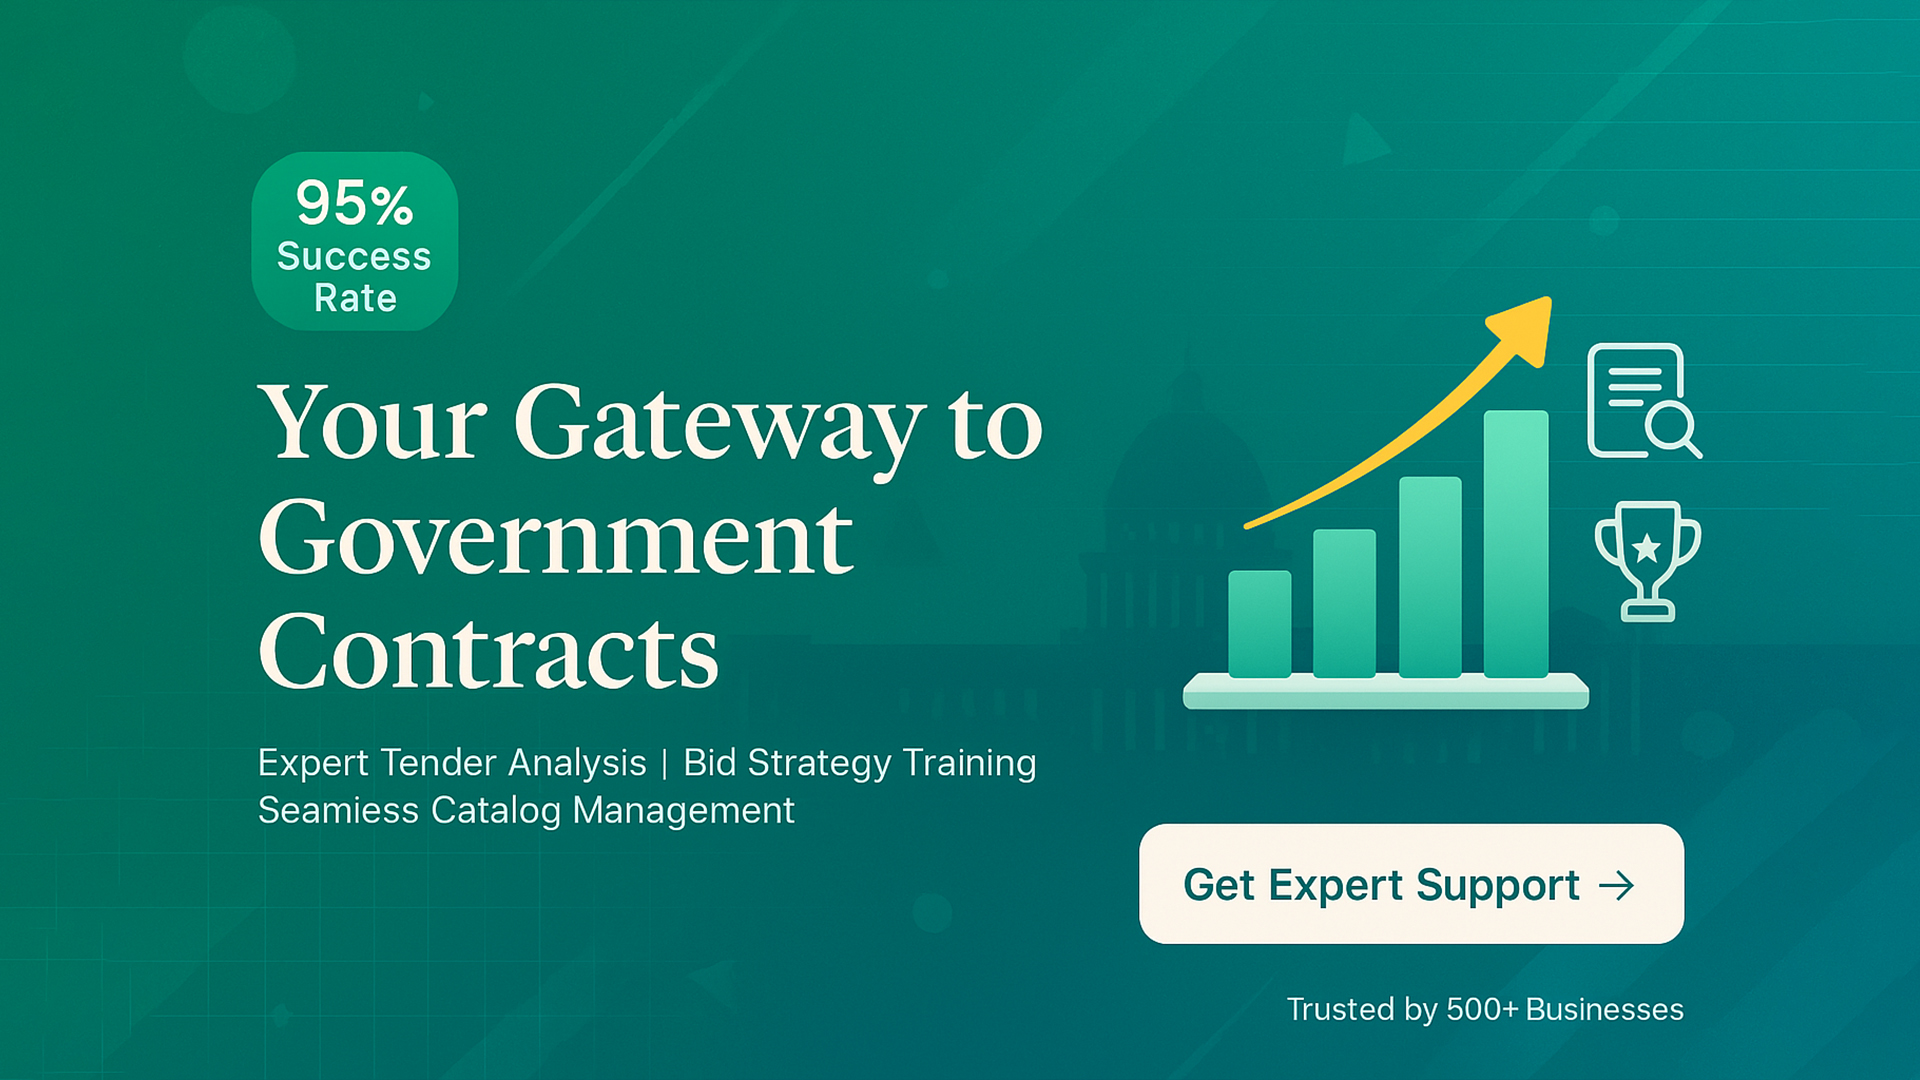 95%
Success
Rate
Your Gateway to
Government
Contracts
Expert Tender Analysis | Bid Strategy Training
Seamiess Catalog Management
Get Expert Support →
Trusted by 500+ Businesses